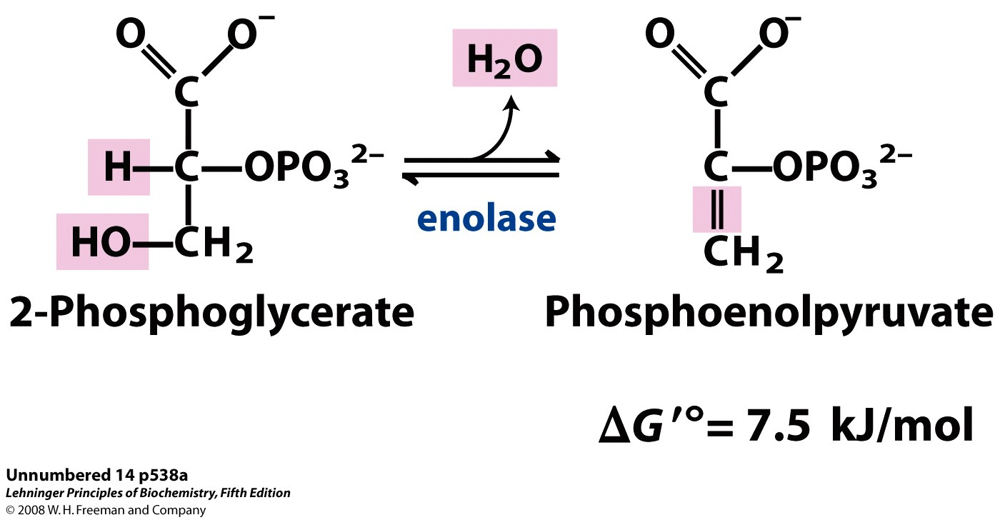 O O⁻ H₂O O O⁻
C C
H—C—OPO₃²⁻ C—OPO₃²⁻
enolase
HO—CH₂ CH₂
2-Phosphoglycerate Phosphoenolpyruvate
ΔG′°= 7.5 kJ/mol
Unnumbered 14 p538a
Lehninger Principles of Biochemistry, Fifth Edition
© 2008 W. H. Freeman and Company